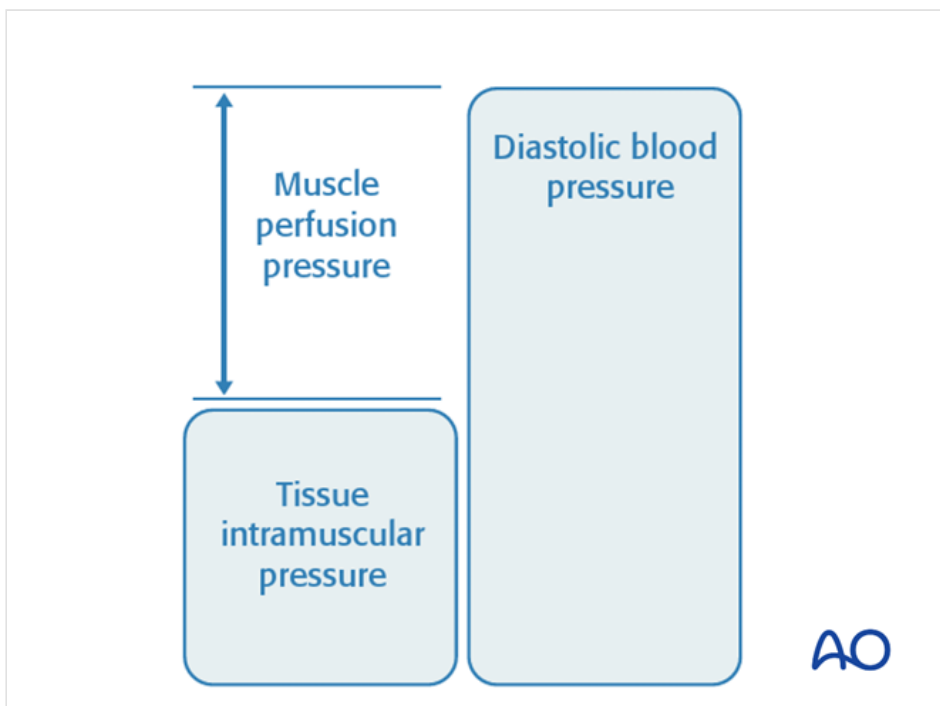 Muscle
perfusion
pressure
Diastolic blood
pressure
Tissue
intramuscular
pressure
AO